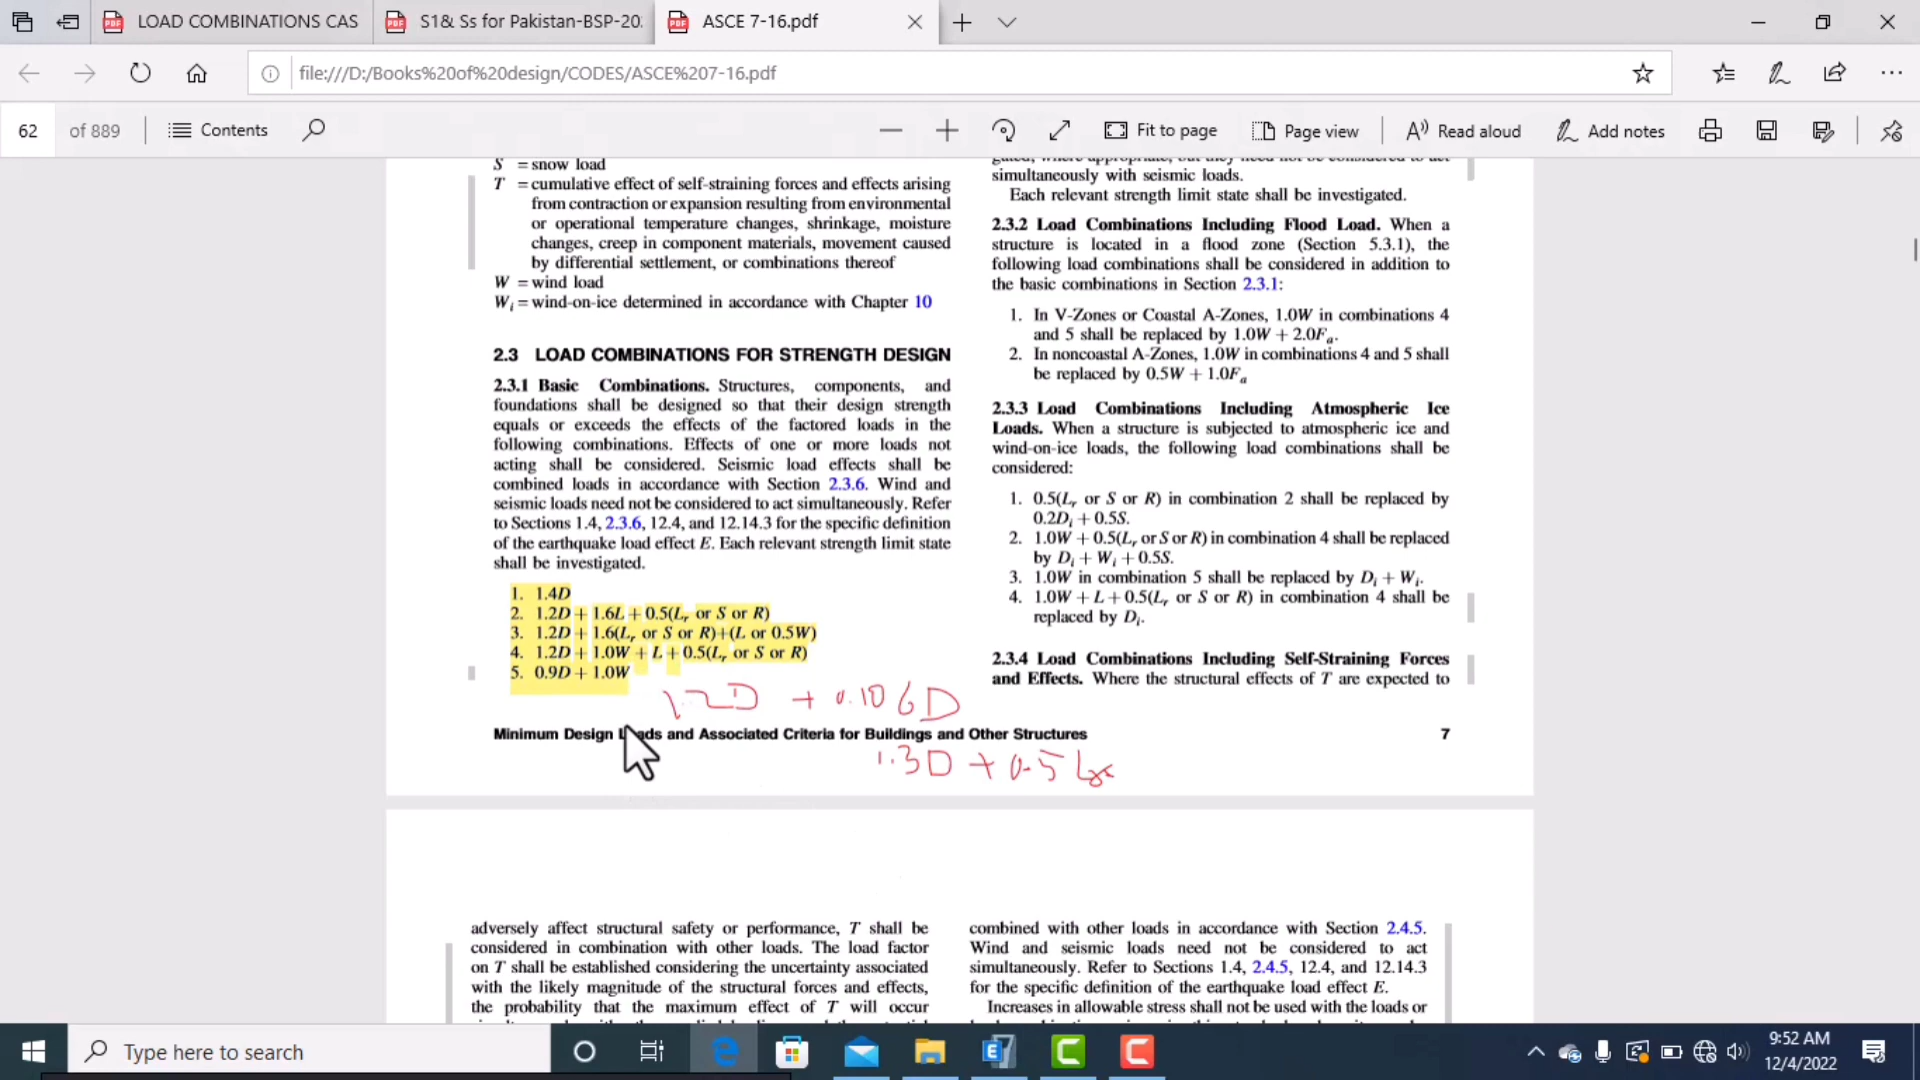 LOAD COMBINATIONS CAS
S1& Ss for Pakistan-BSP-20
ASCE 7-16.pdf
file:///D:/Books%20of%20design/CODES/ASCE%207-16.pdf
62 of 889
Contents
Fit to page
Page view
Read aloud
Add notes
S = snow load
T = cumulative effect of self-straining forces and effects arising
from contraction or expansion resulting from environmental
or operational temperature changes, shrinkage, moisture
changes, creep in component materials, movement caused
by differential settlement, or combinations thereof
W = wind load
Wi = wind-on-ice determined in accordance with Chapter 10
2.3 LOAD COMBINATIONS FOR STRENGTH DESIGN
2.3.1 Basic Combinations. Structures, components, and
foundations shall be designed so that their design strength
equals or exceeds the effects of the factored loads in the
following combinations. Effects of one or more loads not
acting shall be considered. Seismic load effects shall be
combined loads in accordance with Section 2.3.6. Wind and
seismic loads need not be considered to act simultaneously. Refer
to Sections 1.4, 2.3.6, 12.4, and 12.14.3 for the specific definition
of the earthquake load effect E. Each relevant strength limit state
shall be investigated.
1. 1.4D
2. 1.2D + 1.6L + 0.5(Lr or S or R)
3. 1.2D + 1.6(Lr or S or R)+(L or 0.5W)
4. 1.2D + 1.0W + L + 0.5(Lr or S or R)
5. 0.9D + 1.0W
1.2D + 0.106D
1.3D + 0.5
gated, where appropriate, but they need not be considered to act
simultaneously with seismic loads.
Each relevant strength limit state shall be investigated.
2.3.2 Load Combinations Including Flood Load. When a
structure is located in a flood zone (Section 5.3.1), the
following load combinations shall be considered in addition to
the basic combinations in Section 2.3.1:
1. In V-Zones or Coastal A-Zones, 1.0W in combinations 4
and 5 shall be replaced by 1.0W + 2.0Fa.
2. In noncoastal A-Zones, 1.0W in combinations 4 and 5 shall
be replaced by 0.5W + 1.0Fa
2.3.3 Load Combinations Including Atmospheric Ice
Loads. When a structure is subjected to atmospheric ice and
wind-on-ice loads, the following load combinations shall be
considered:
1. 0.5(Lr or S or R) in combination 2 shall be replaced by
0.2Di + 0.5S.
2. 1.0W + 0.5(Lr or S or R) in combination 4 shall be replaced
by Di + Wi + 0.5S.
3. 1.0W in combination 5 shall be replaced by Di + Wi.
4. 1.0W + L + 0.5(Lr or S or R) in combination 4 shall be
replaced by Di.
2.3.4 Load Combinations Including Self-Straining Forces
and Effects. Where the structural effects of T are expected to
Minimum Design Loads and Associated Criteria for Buildings and Other Structures 7
adversely affect structural safety or performance, T shall be
considered in combination with other loads. The load factor
on T shall be established considering the uncertainty associated
with the likely magnitude of the structural forces and effects,
the probability that the maximum effect of T will occur
combined with other loads in accordance with Section 2.4.5.
Wind and seismic loads need not be considered to act
simultaneously. Refer to Sections 1.4, 2.4.5, 12.4, and 12.14.3
for the specific definition of the earthquake load effect E.
Increases in allowable stress shall not be used with the loads or
Type here to search
9:52 AM
12/4/2022